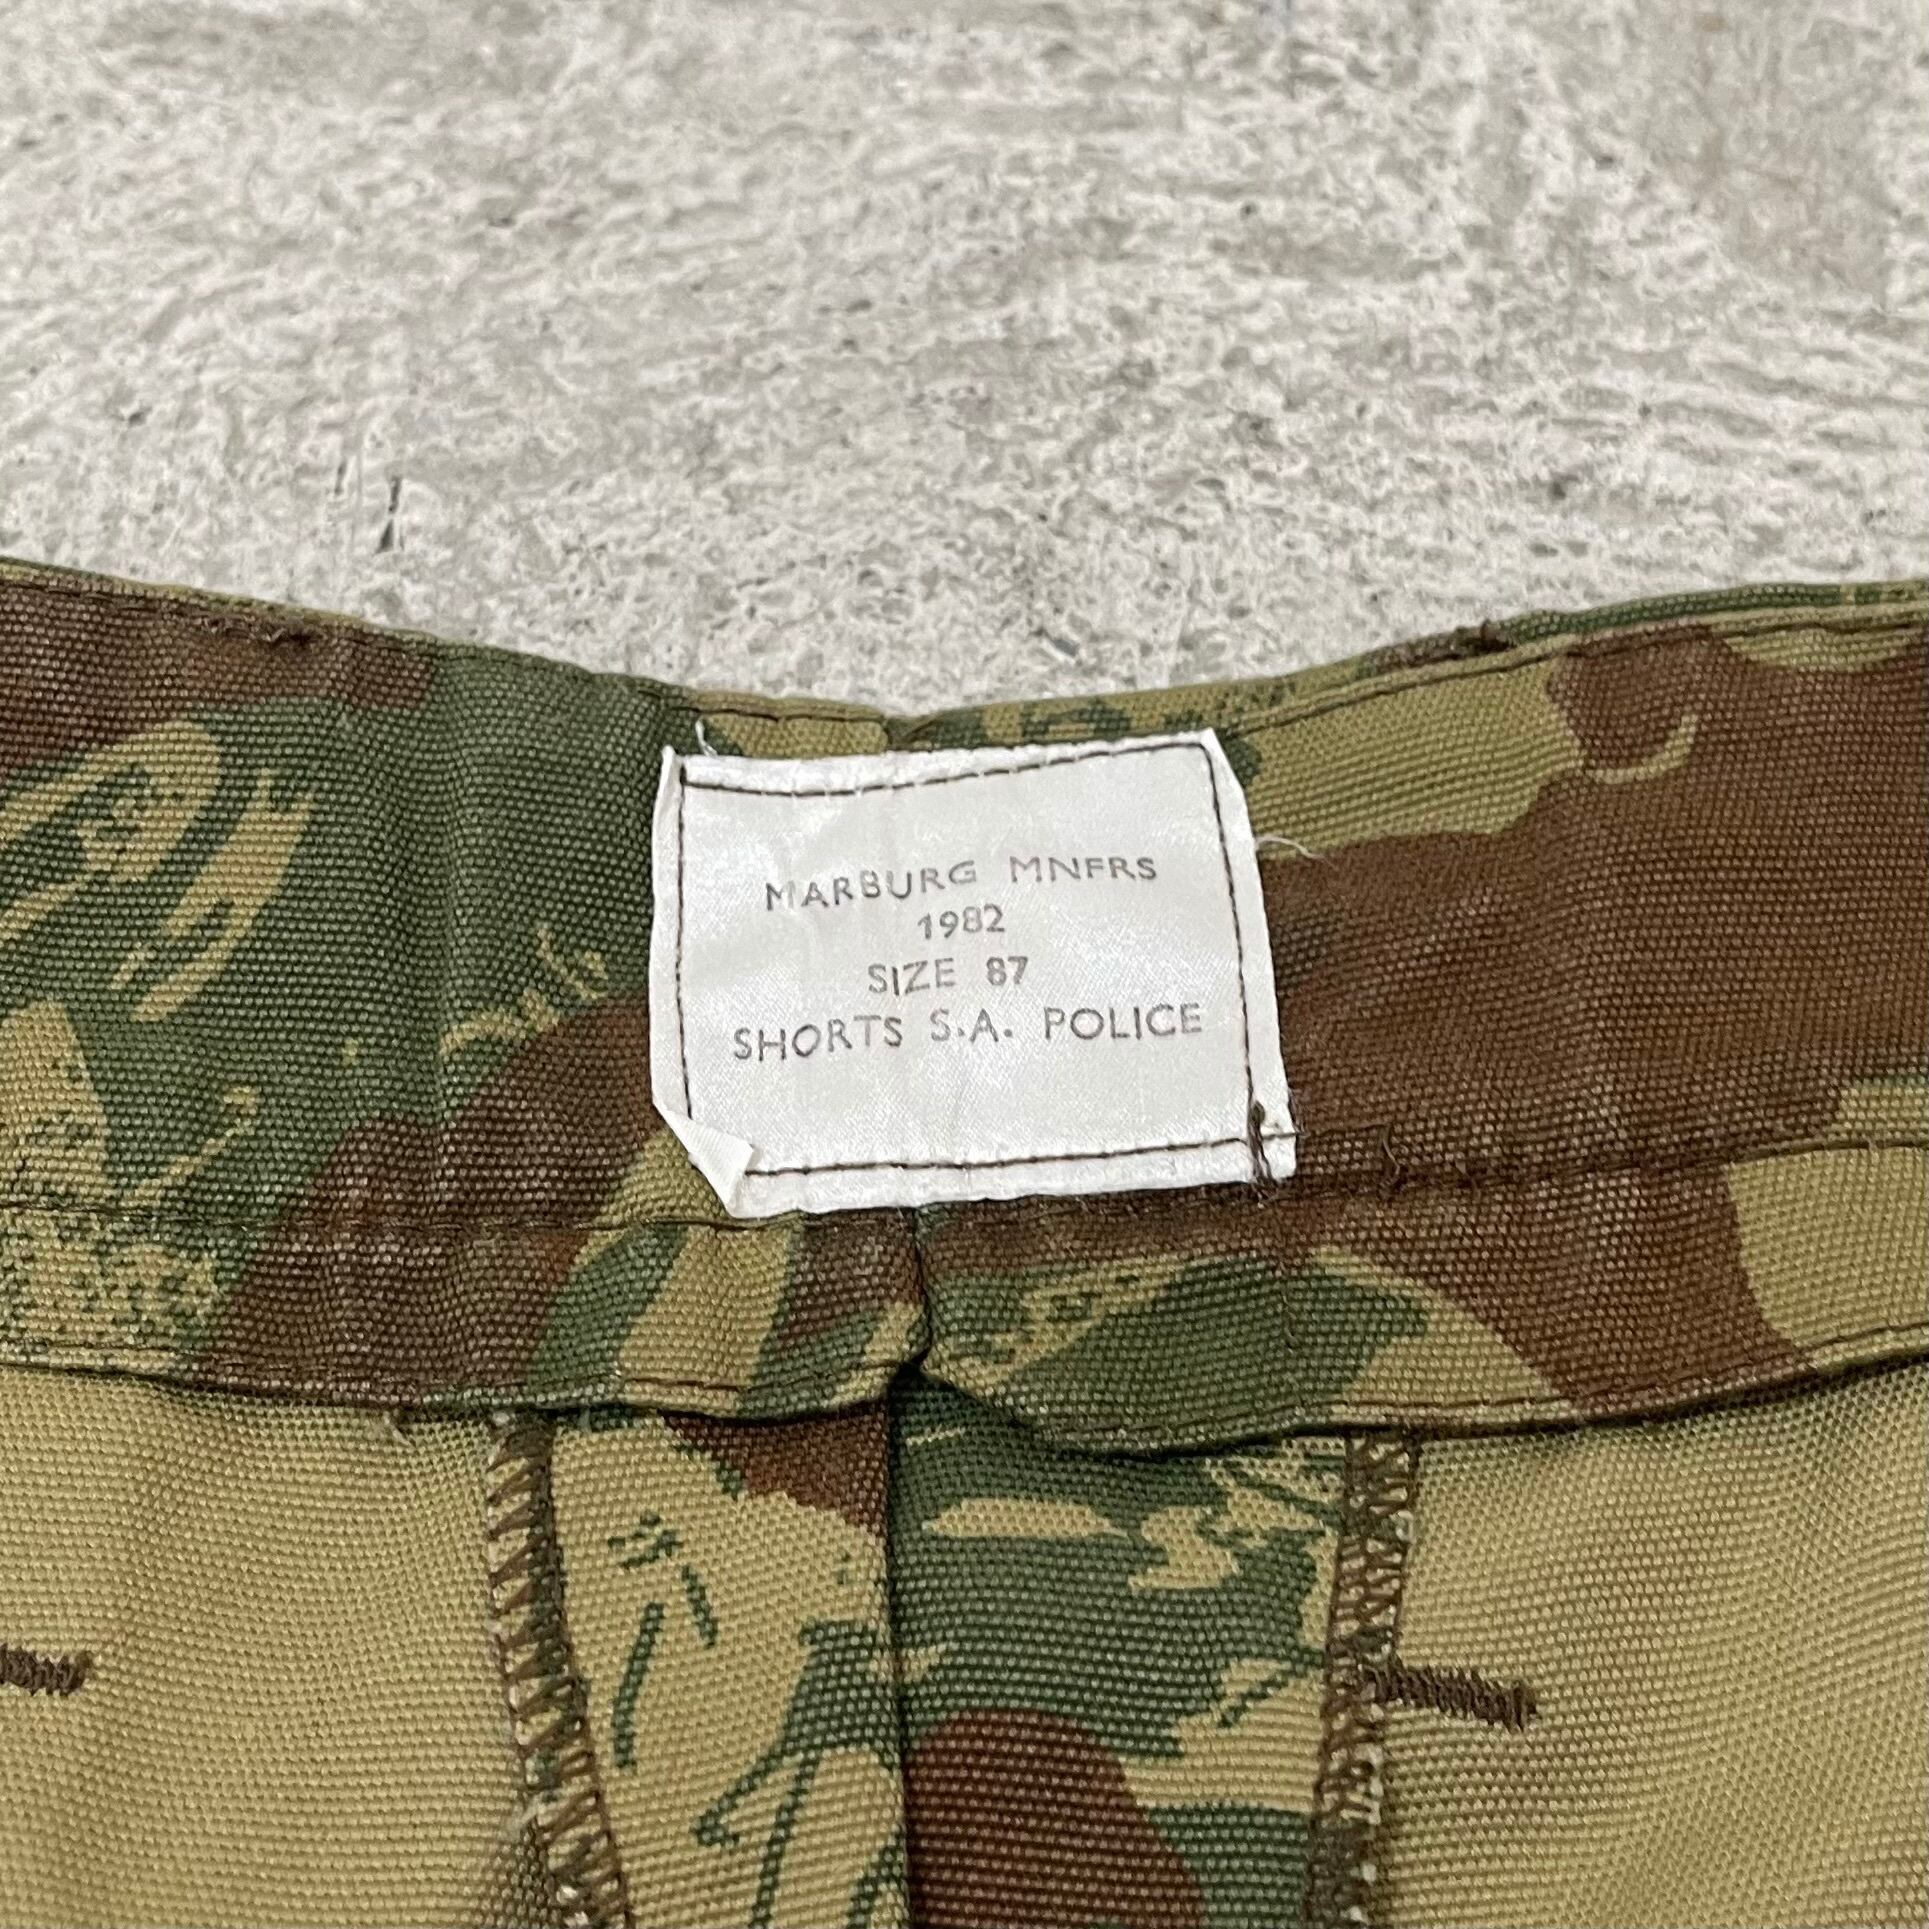 MARBURG MNFRS
1982
SIZE 87
SHORTS S.A. POLICE